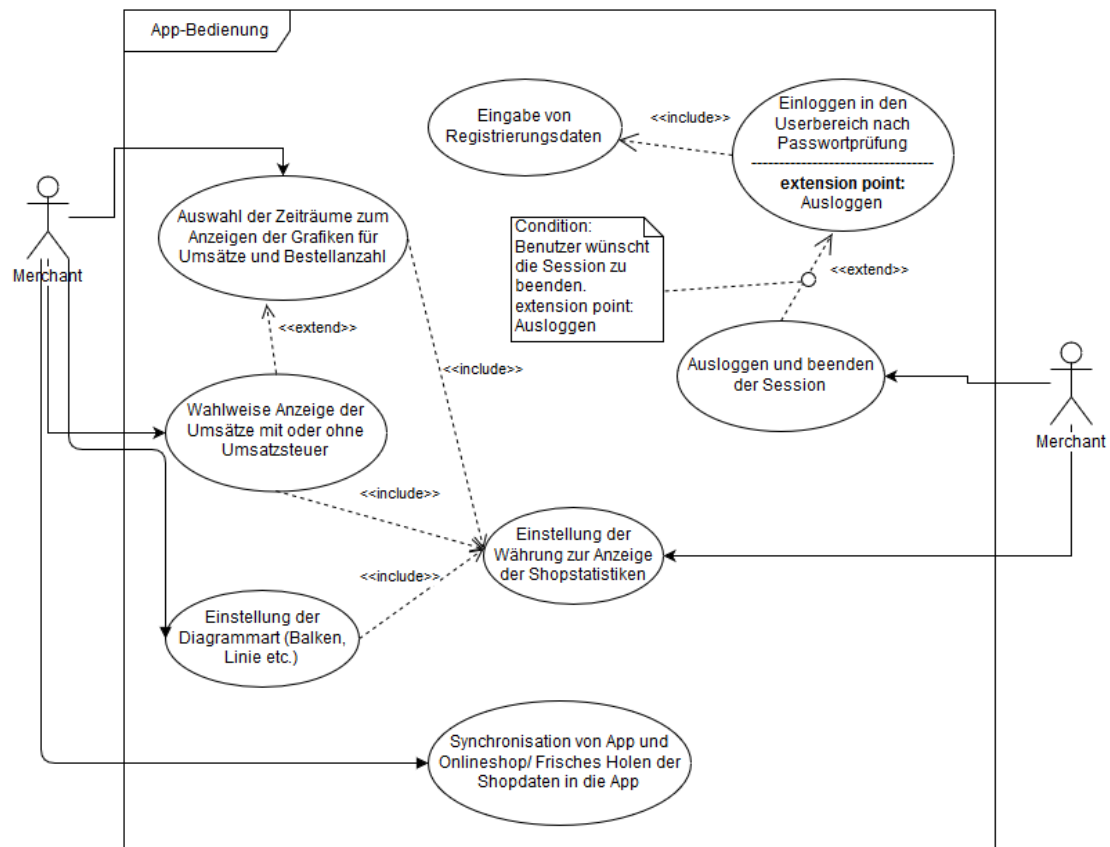 App-Bedienung
Eingabe von
Registrierungsdaten
<<include>>
Einloggen in den
Userbereich nach
Passwortprüfung
extension point:
Ausloggen
Auswahl der Zeiträume zum
Anzeigen der Grafiken für
Umsätze und Bestellanzahl
Merchant
Condition:
Benutzer wünscht
die Session zu
beenden.
extension point:
Ausloggen
<<extend>>
<<extend>>
<<include>>
Ausloggen und beenden
der Session
Merchant
Wahlweise Anzeige der
Umsätze mit oder ohne
Umsatzsteuer
<<include>>
Einstellung der
Währung zur Anzeige
der Shopstatistiken
<<include>>
Einstellung der
Diagrammart (Balken,
Linie etc.)
Synchronisation von App und
Onlineshop/ Frisches Holen der
Shopdaten in die App